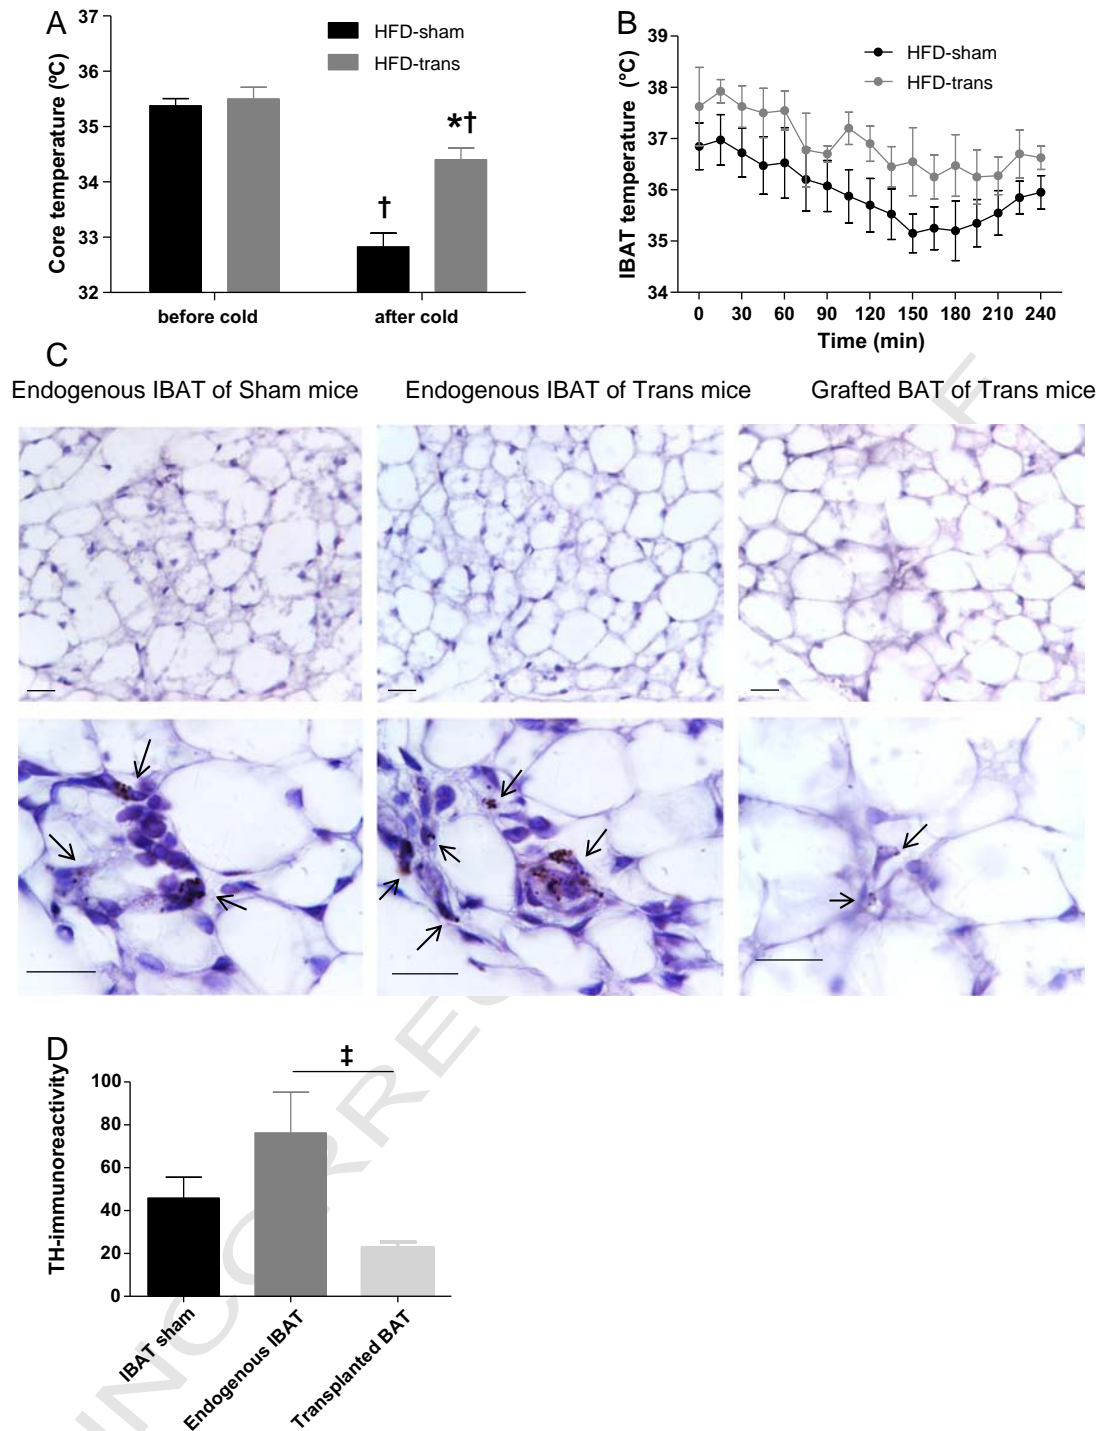 A
37
36
35
34
33
32
Core temperature (ºC)
HFD-sham
HFD-trans
†
*†
before cold
after cold
B
39
38
37
36
35
34
IBAT temperature (°C)
HFD-sham
HFD-trans
0 30 60 90 120 150 180 210 240
Time (min)
C
Endogenous IBAT of Sham mice
Endogenous IBAT of Trans mice
Grafted BAT of Trans mice
D
‡
100
80
60
40
20
0
TH-immunoreactivity
IBAT sham
Endogenous IBAT
Transplanted BAT